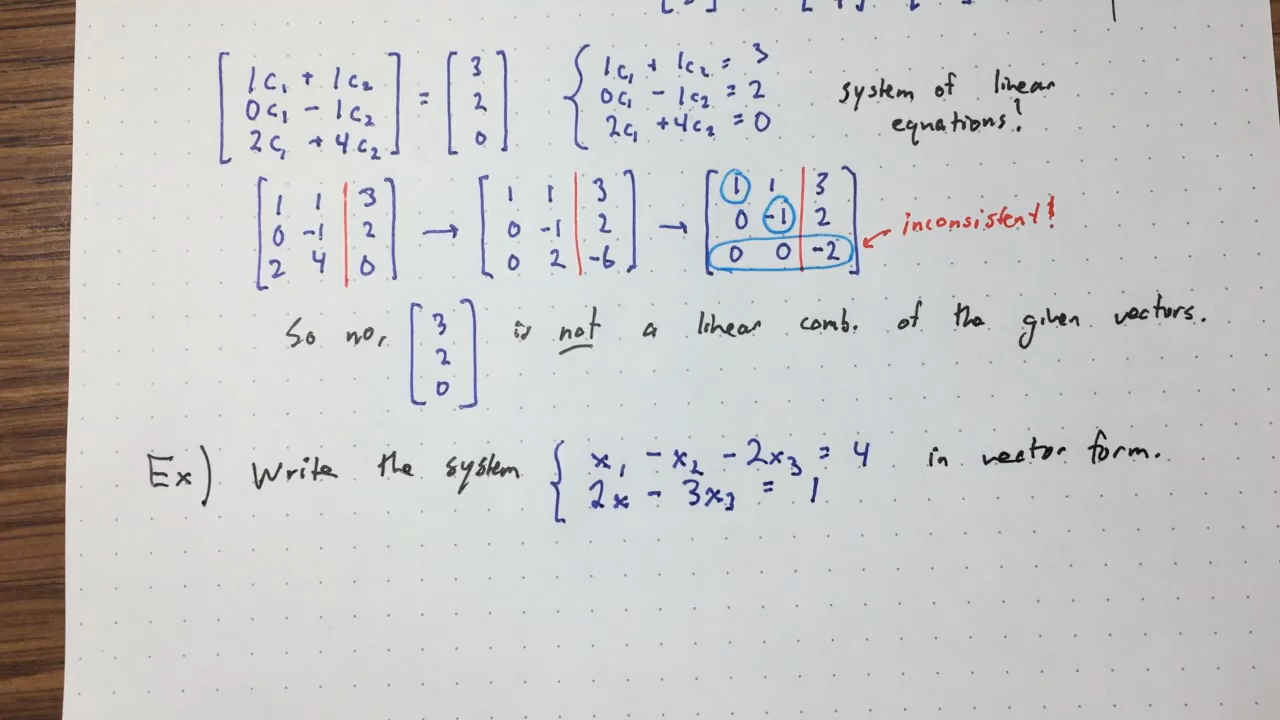 [ 1c₁ + 1c₂ ] = [ 3 ] { 1c₁ + 1c₂ = 3
[ 0c₁ - 1c₂ ] = [ 2 ] { 0c₁ - 1c₂ = 2 system of linear
[ 2c₁ + 4c₂ ] = [ 0 ] { 2c₁ + 4c₂ = 0 equations!
[ 1 1 | 3 ] → [ 1 1 | 3 ] → [ 1 1 | 3 ]
[ 0 -1 | 2 ] → [ 0 -1 | 2 ] → [ 0 -1 | 2 ] inconsistent!
[ 2 4 | 0 ] → [ 0 2 | -6 ] → [ 0 0 | -2 ]
So no, [ 3 2 0 ] is not a linear comb. of the given vectors.
Ex) Write the system { x₁ - x₂ - 2x₃ = 4 in vector form.
2x - 3x₃ = 1